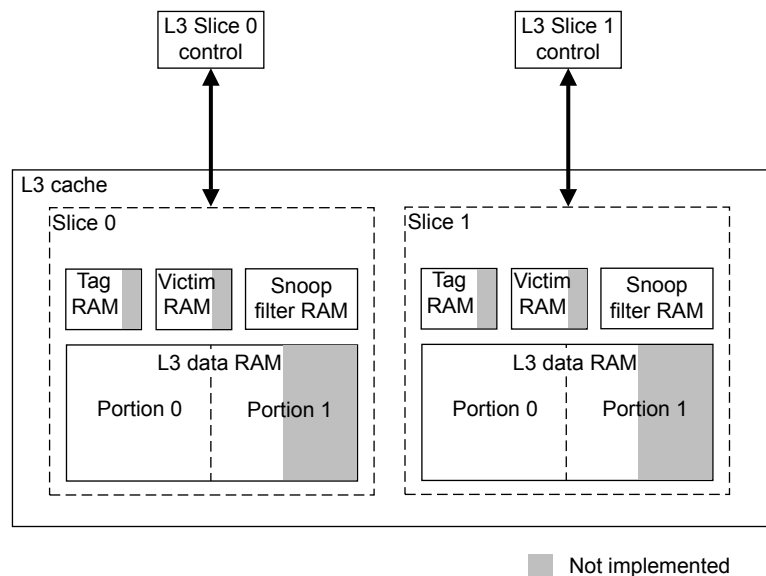 L3 Slice 0
control
L3 Slice 1
control
L3 cache
Slice 0
Tag
RAM
Victim
RAM
Snoop
filter RAM
L3 data RAM
Portion 0
Portion 1
Slice 1
Tag
RAM
Victim
RAM
Snoop
filter RAM
L3 data RAM
Portion 0
Portion 1
Not implemented